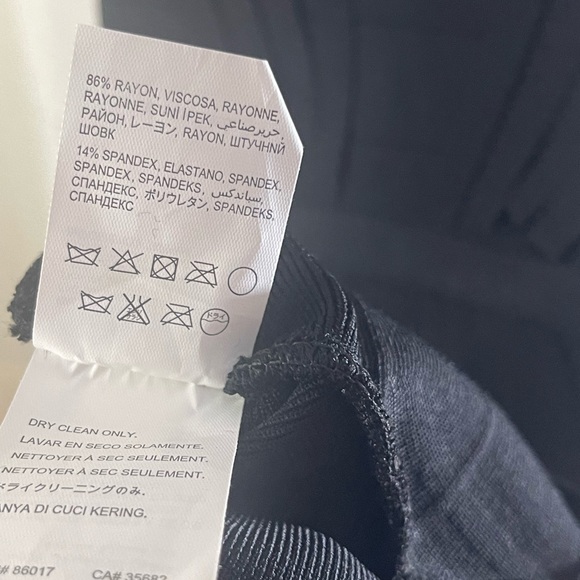 86% RAYON, VISCOSA, RAYONNE,
RAYONNE, SUNİ İPEK, حرير صناعي,
РАЙОН, レーヨン, RAYON, ШТУЧНИЙ
ШОВК
14% SPANDEX, ELASTANO, SPANDEX,
SPANDEX, SPANDEKS, سباندكس,
СПАНДЕКС, ポリウレタン, SPANDEKS,
СПАНДЕКС
ドライ
DRY CLEAN ONLY.
LAVAR EN SECO SOLAMENTE.
NETTOYER À SEC SEULEMENT.
NETTOYER À SEC SEULEMENT.
ドライクリーニングのみ.
ANYA DI CUCI KERING.
# 86017 CA# 35682